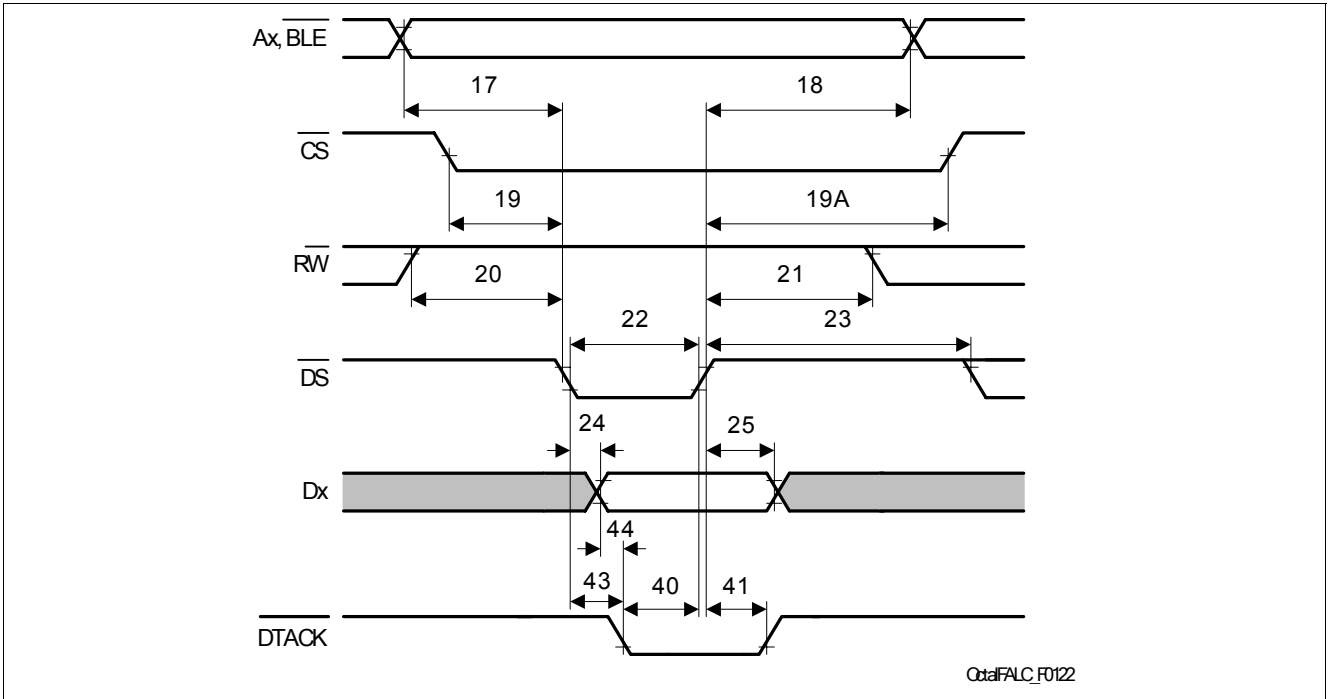 Ax, BLE
17
18
CS
19
19A
RW
20
21
22
23
DS
24
25
Dx
44
43
40
41
DTACK
OctalFALC_F0122